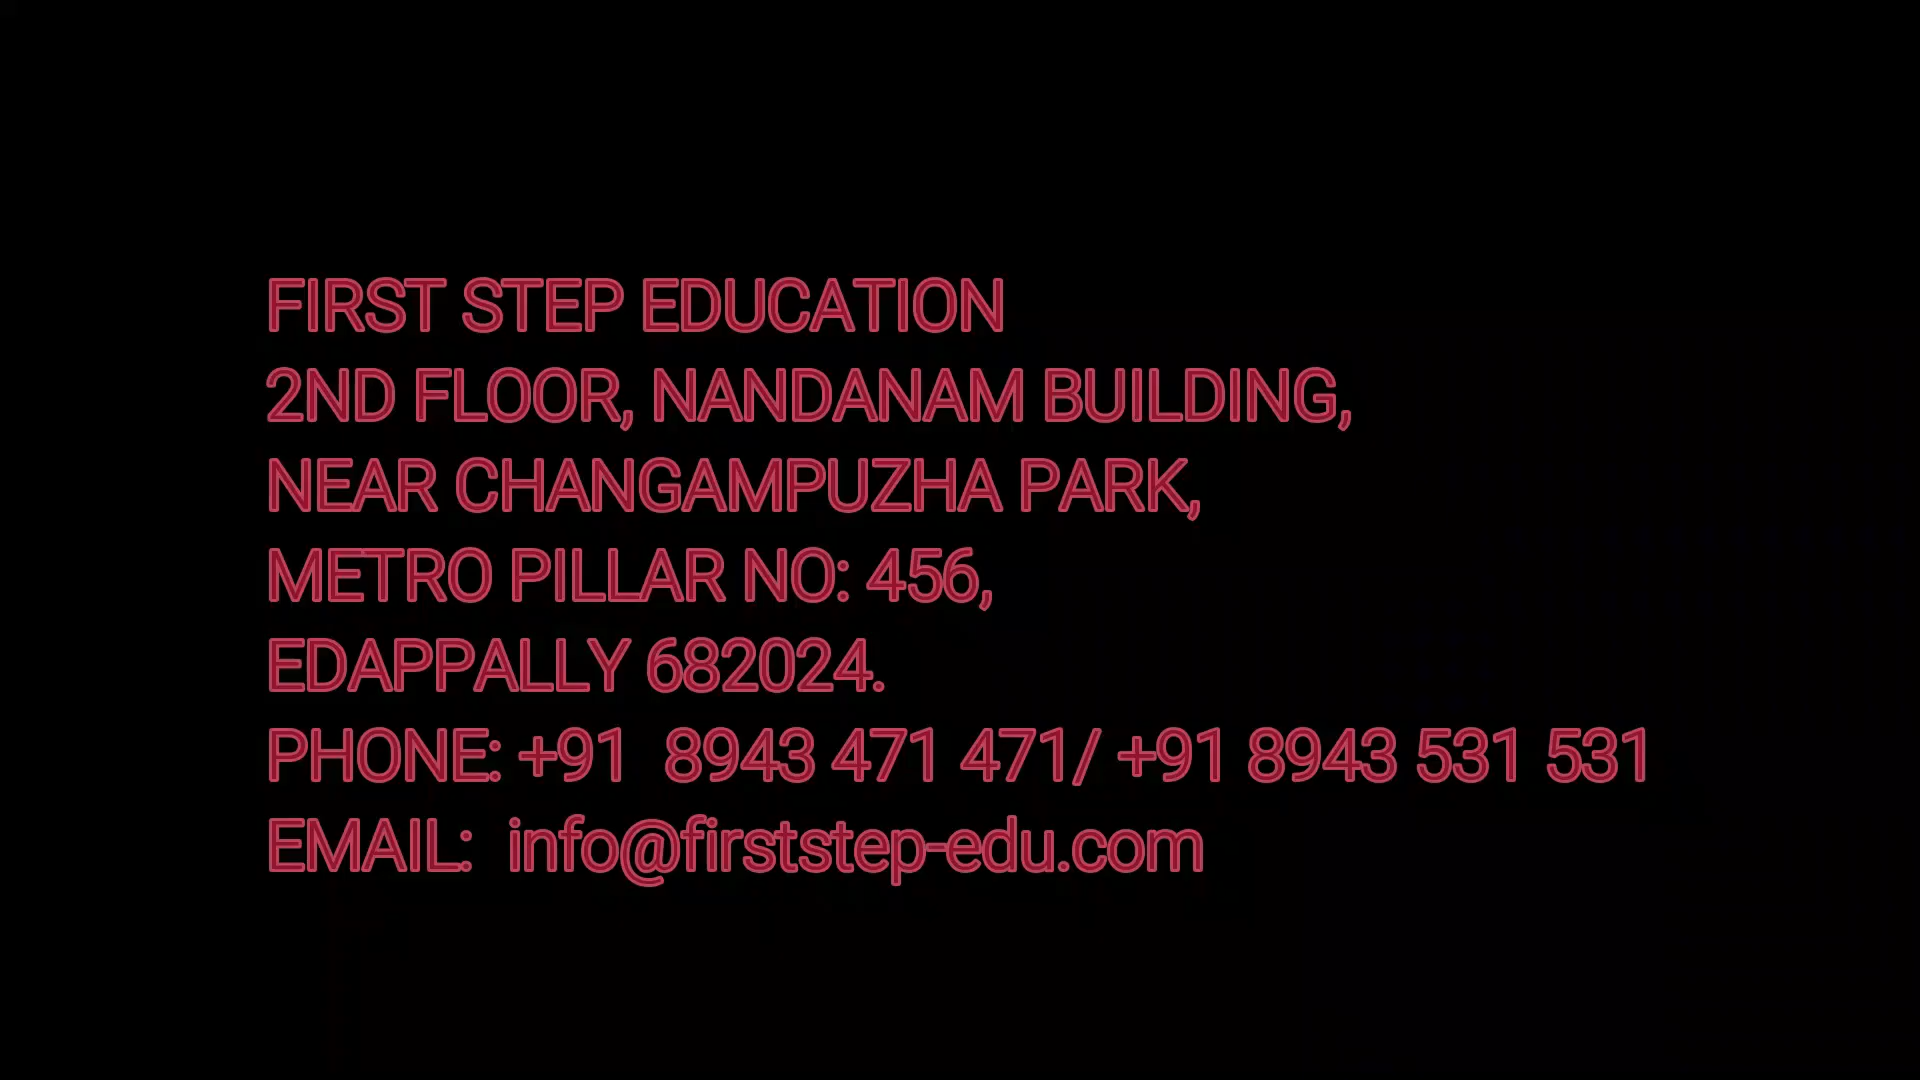 FIRST STEP EDUCATION
2ND FLOOR, NANDANAM BUILDING,
NEAR CHANGAMPUZHA PARK,
METRO PILLAR NO: 456,
EDAPPALLY 682024.
PHONE: +91  8943 471 471/ +91 8943 531 531
EMAIL:  info@firststep-edu.com